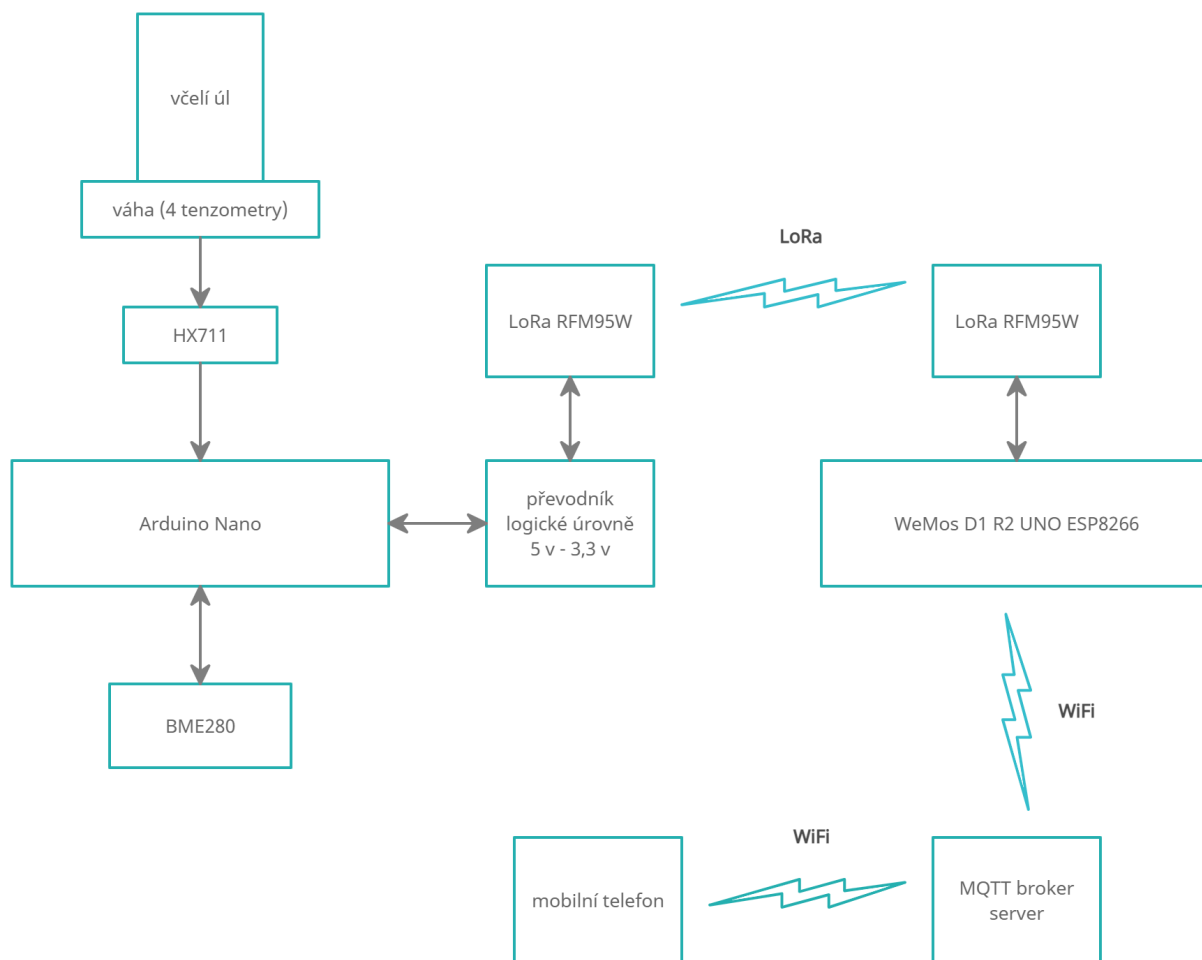 včelí úl
váha (4 tenzometry)
HX711
Arduino Nano
BME280
LoRa RFM95W
převodník
logické úrovně
5 v - 3,3 v
LoRa
LoRa RFM95W
WeMos D1 R2 UNO ESP8266
WiFi
MQTT broker
server
WiFi
mobilní telefon